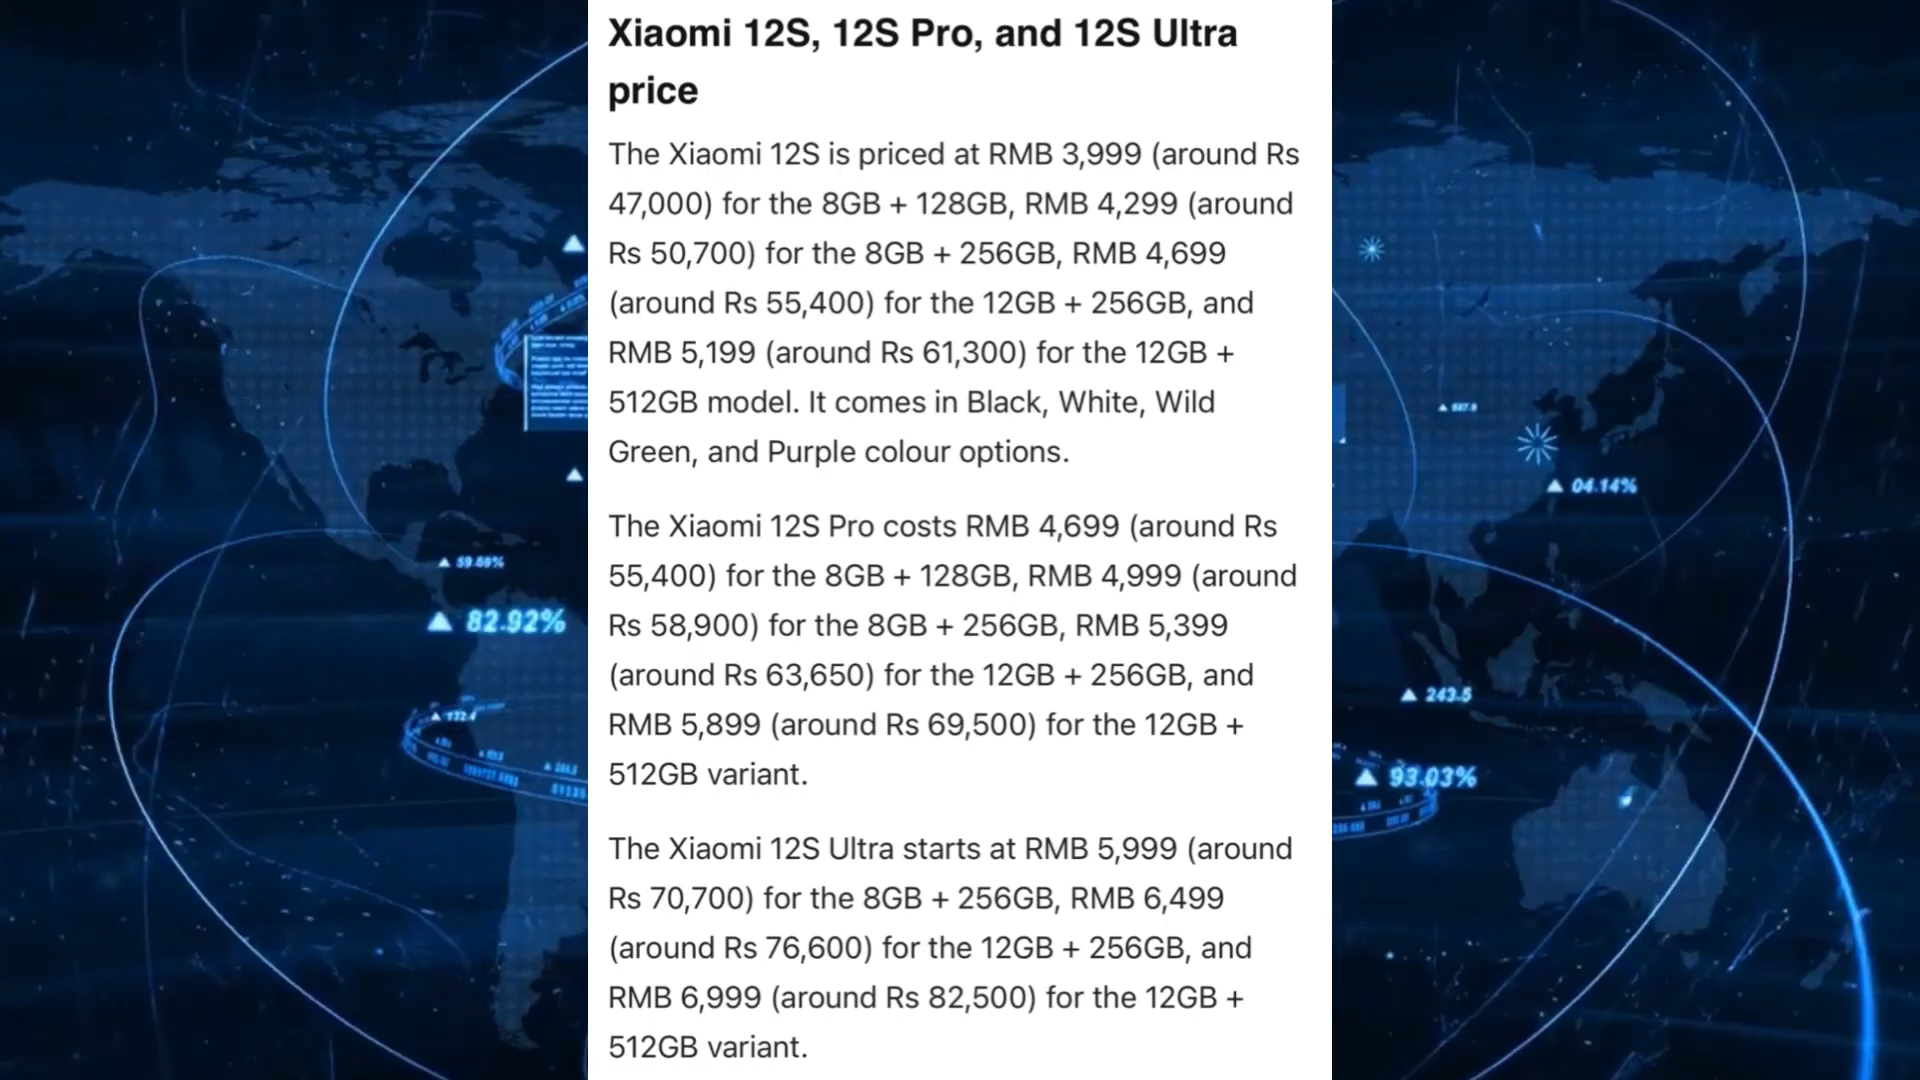 Xiaomi 12S, 12S Pro, and 12S Ultra
price
The Xiaomi 12S is priced at RMB 3,999 (around Rs
47,000) for the 8GB + 128GB, RMB 4,299 (around
Rs 50,700) for the 8GB + 256GB, RMB 4,699
(around Rs 55,400) for the 12GB + 256GB, and
RMB 5,199 (around Rs 61,300) for the 12GB +
512GB model. It comes in Black, White, Wild
Green, and Purple colour options.
The Xiaomi 12S Pro costs RMB 4,699 (around Rs
55,400) for the 8GB + 128GB, RMB 4,999 (around
Rs 58,900) for the 8GB + 256GB, RMB 5,399
(around Rs 63,650) for the 12GB + 256GB, and
RMB 5,899 (around Rs 69,500) for the 12GB +
512GB variant.
The Xiaomi 12S Ultra starts at RMB 5,999 (around
Rs 70,700) for the 8GB + 256GB, RMB 6,499
(around Rs 76,600) for the 12GB + 256GB, and
RMB 6,999 (around Rs 82,500) for the 12GB +
512GB variant.
59.69%
82.92%
04.14%
243.5
93.03%